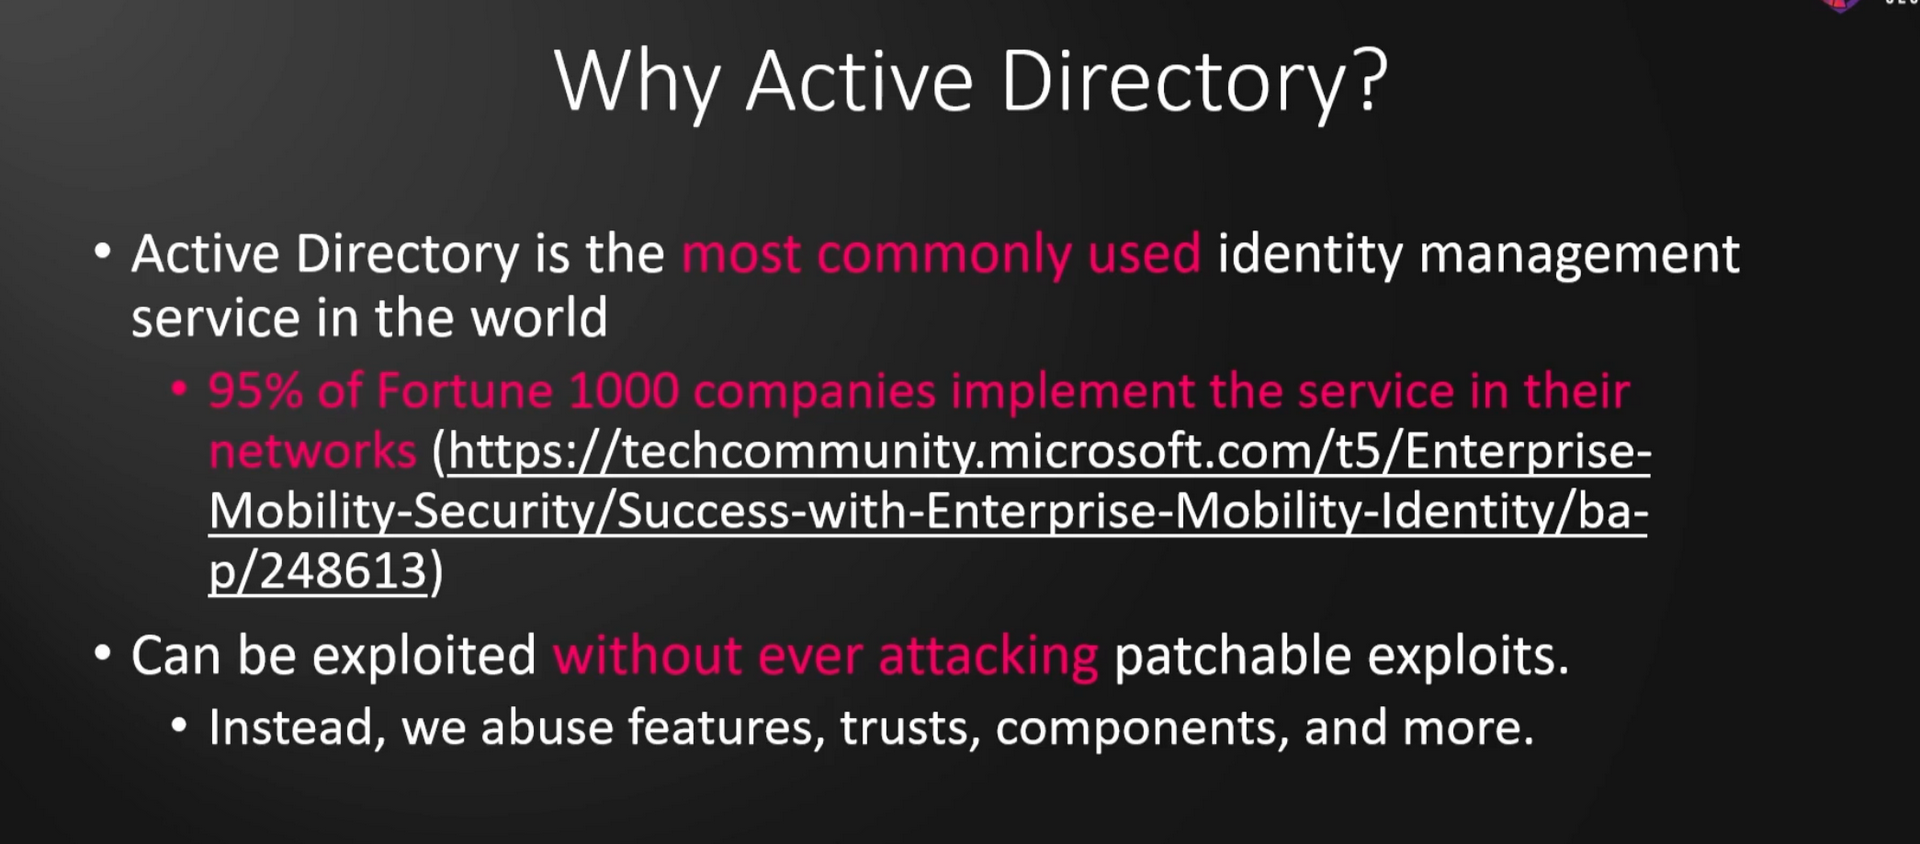 Why Active Directory?
• Active Directory is the most commonly used identity management
service in the world
• 95% of Fortune 1000 companies implement the service in their
networks (https://techcommunity.microsoft.com/t5/Enterprise-
Mobility-Security/Success-with-Enterprise-Mobility-Identity/ba-
p/248613)
• Can be exploited without ever attacking patchable exploits.
• Instead, we abuse features, trusts, components, and more.